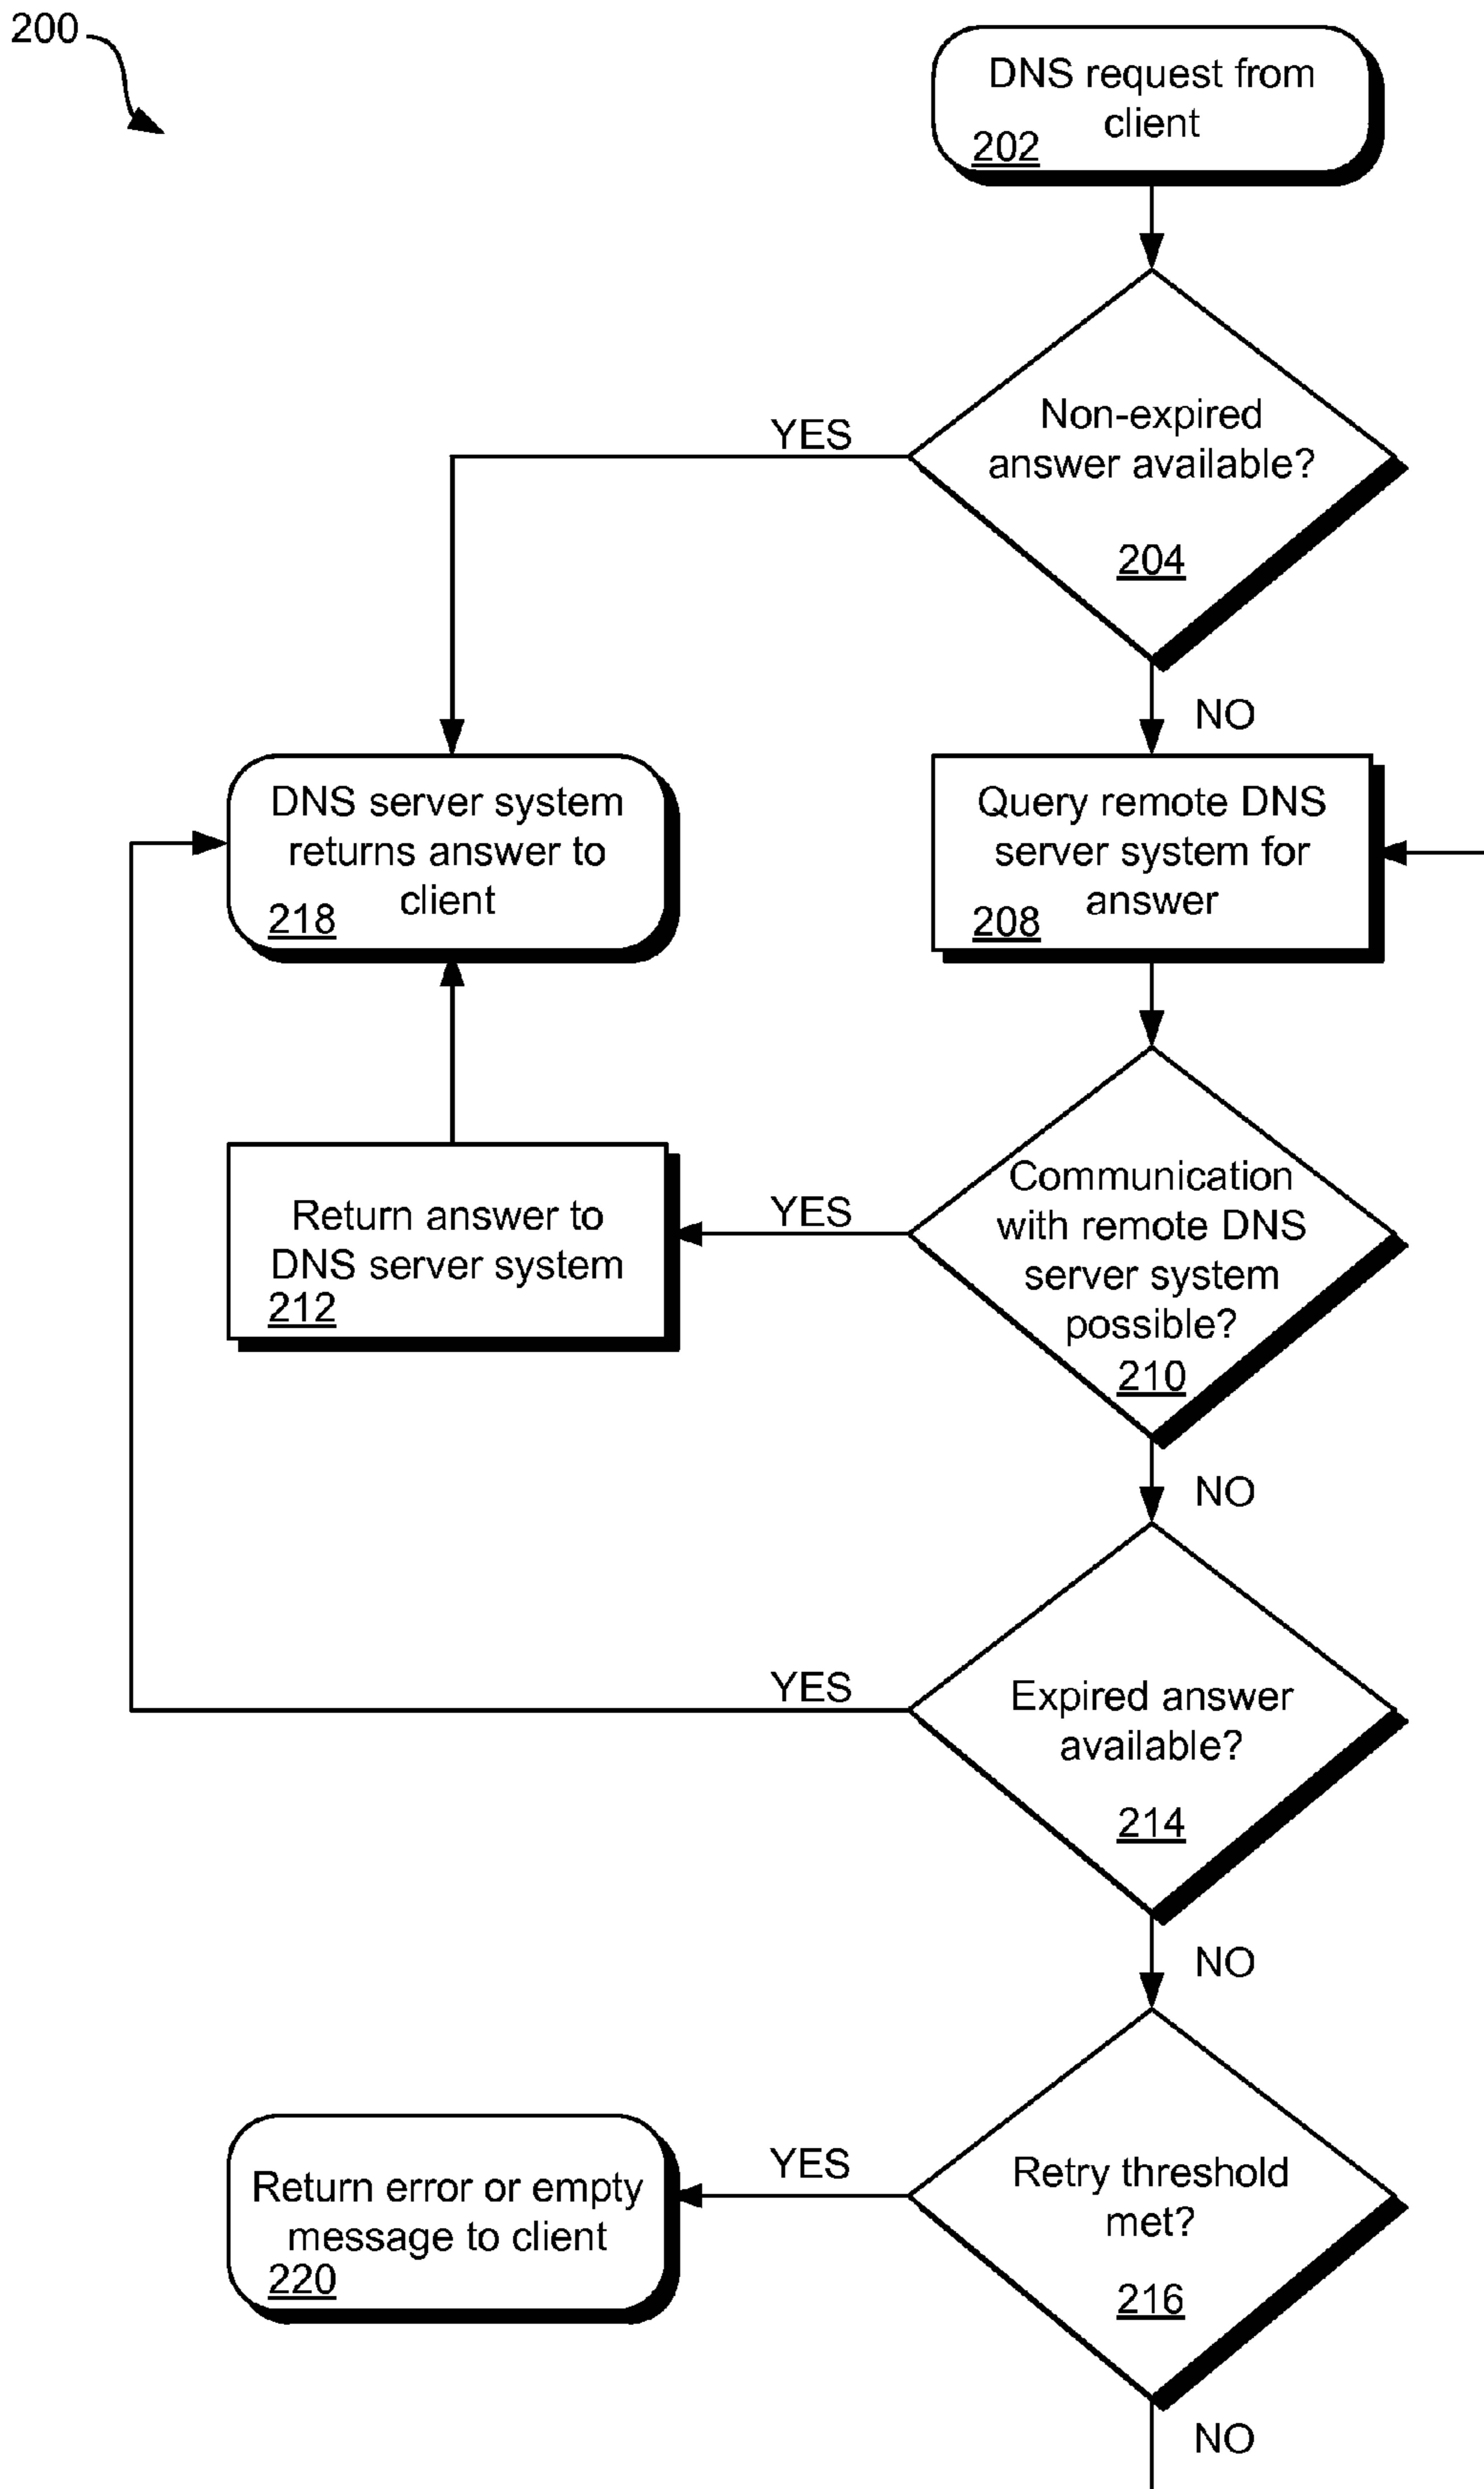 200
DNS request from
client
202
Non-expired
answer available?
204
YES
NO
DNS server system
returns answer to
client
218
Query remote DNS
server system for
answer
208
Communication
with remote DNS
server system
possible?
210
YES
Return answer to
DNS server system
212
NO
Expired answer
available?
214
YES
NO
Retry threshold
met?
216
YES
Return error or empty
message to client
220
NO